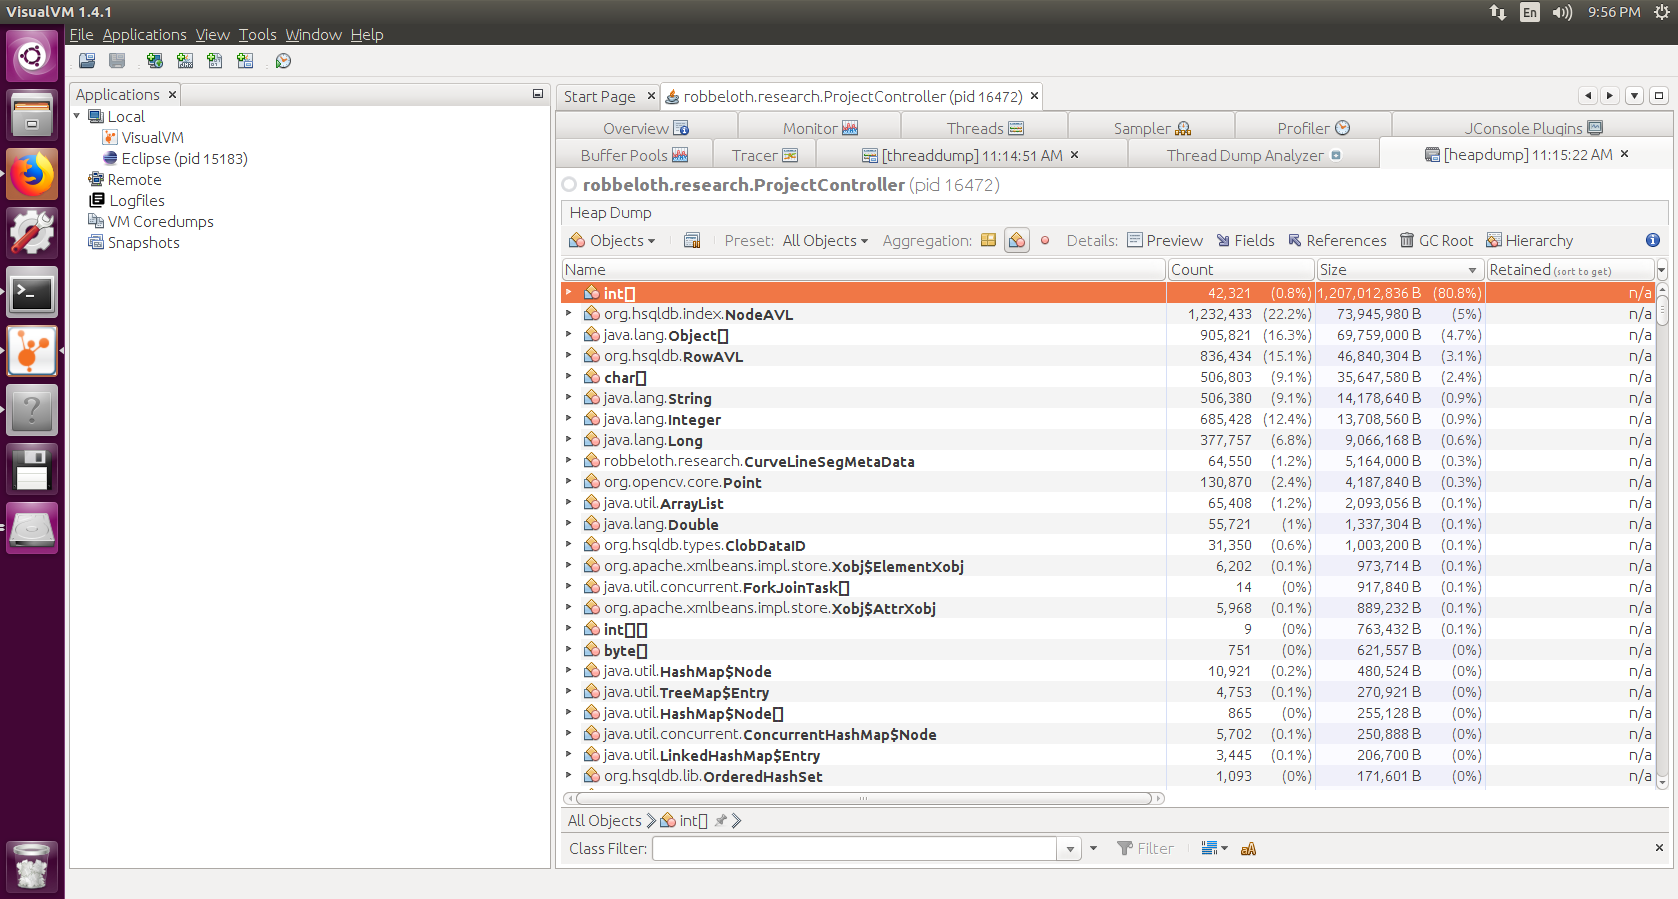 VisualVM 1.4.1
En
9:56 PM
File Applications View Tools Window Help
Applications ×
Local
VisualVM
Eclipse (pid 15183)
Remote
Logfiles
VM Coredumps
Snapshots
Start Page × robbeloth.research.ProjectController (pid 16472) ×
Overview Monitor Threads Sampler Profiler JConsole Plugins
Buffer Pools Tracer [threaddump] 11:14:51 AM × Thread Dump Analyzer [heapdump] 11:15:22 AM ×
robbeloth.research.ProjectController (pid 16472)
Heap Dump
Objects Preset: All Objects Aggregation: Details: Preview Fields References GC Root Hierarchy
Name Count Size Retained (sort to get)
int[] 42,321 (0.8%) 1,207,012,836 B (80.8%) n/a
org.hsqldb.index.NodeAVL 1,232,433 (22.2%) 73,945,980 B (5%) n/a
java.lang.Object[] 905,821 (16.3%) 69,759,000 B (4.7%) n/a
org.hsqldb.RowAVL 836,434 (15.1%) 46,840,304 B (3.1%) n/a
char[] 506,803 (9.1%) 35,647,580 B (2.4%) n/a
java.lang.String 506,380 (9.1%) 14,178,640 B (0.9%) n/a
java.lang.Integer 685,428 (12.4%) 13,708,560 B (0.9%) n/a
java.lang.Long 377,757 (6.8%) 9,066,168 B (0.6%) n/a
robbeloth.research.CurveLineSegMetaData 64,550 (1.2%) 5,164,000 B (0.3%) n/a
org.opencv.core.Point 130,870 (2.4%) 4,187,840 B (0.3%) n/a
java.util.ArrayList 65,408 (1.2%) 2,093,056 B (0.1%) n/a
java.lang.Double 55,721 (1%) 1,337,304 B (0.1%) n/a
org.hsqldb.types.ClobDataID 31,350 (0.6%) 1,003,200 B (0.1%) n/a
org.apache.xmlbeans.impl.store.Xobj$ElementXobj 6,202 (0.1%) 973,714 B (0.1%) n/a
java.util.concurrent.ForkJoinTask[] 14 (0%) 917,840 B (0.1%) n/a
org.apache.xmlbeans.impl.store.Xobj$AttrXobj 5,968 (0.1%) 889,232 B (0.1%) n/a
int[][] 9 (0%) 763,432 B (0.1%) n/a
byte[] 751 (0%) 621,557 B (0%) n/a
java.util.HashMap$Node 10,921 (0.2%) 480,524 B (0%) n/a
java.util.TreeMap$Entry 4,753 (0.1%) 270,921 B (0%) n/a
java.util.HashMap$Node[] 865 (0%) 255,128 B (0%) n/a
java.util.concurrent.ConcurrentHashMap$Node 5,702 (0.1%) 250,888 B (0%) n/a
java.util.LinkedHashMap$Entry 3,445 (0.1%) 206,700 B (0%) n/a
org.hsqldb.lib.OrderedHashSet 1,093 (0%) 171,601 B (0%) n/a
All Objects int[]
Class Filter: Filter aA ×